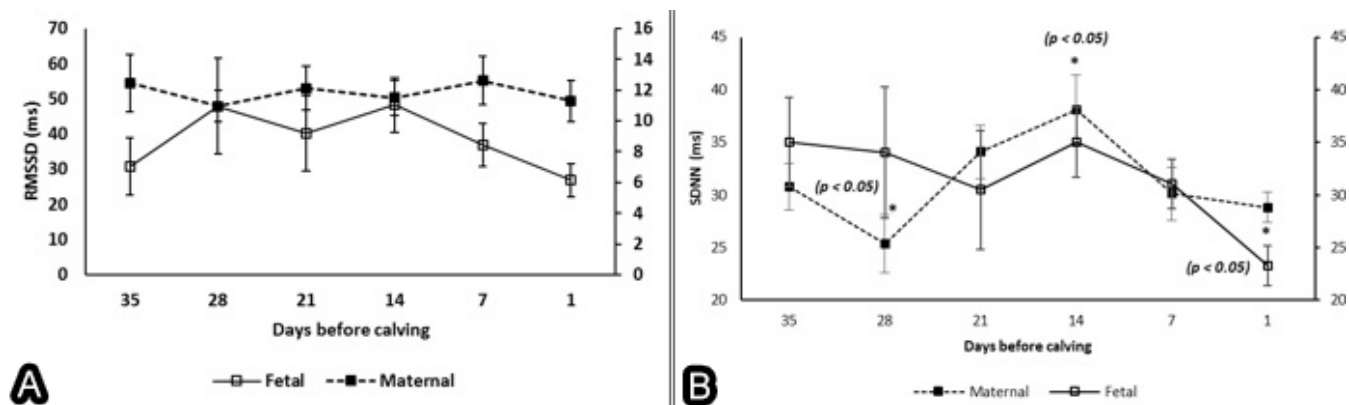 70
60
50
40
30
20
10
0
RMSSD (ms)
16
14
12
10
8
6
4
2
0
35 28 21 14 7 1
Days before calving
Fetal Maternal
A
45
40
35
30
25
20
SDNN (ms)
(p < 0.05)
*
(p < 0.05)
*
*
(p < 0.05)
45
40
35
30
25
20
35 28 21 14 7 1
Days before calving
Maternal Fetal
B